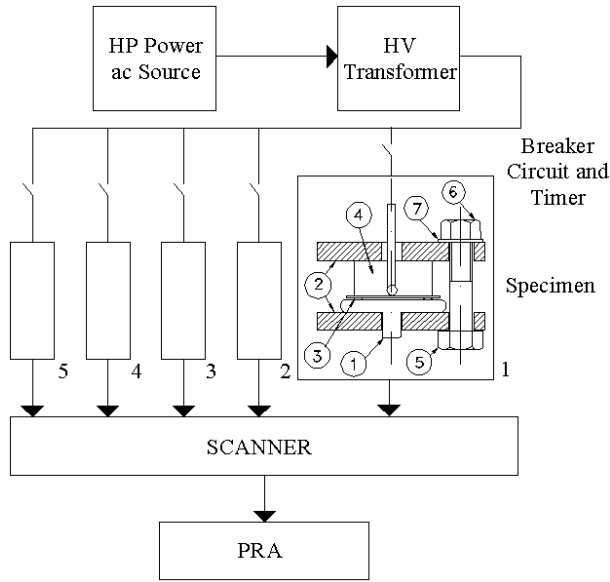 HP Power
ac Source
HV
Transformer
Breaker
Circuit and
Timer
6
7
4
2
Specimen
3
1
5
5
4
3
2
1
SCANNER
PRA